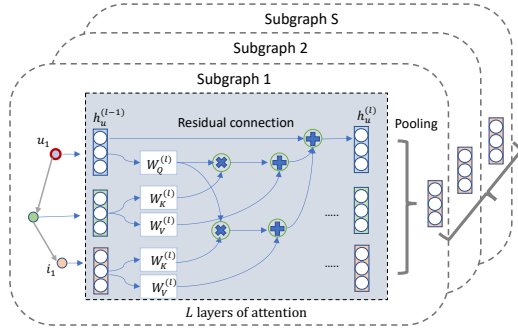 Subgraph S
Subgraph 2
Subgraph 1
h_u^{(l-1)}
h_u^{(l)}
Residual connection
Pooling
u_1
W_Q^{(l)}
W_K^{(l)}
W_V^{(l)}
.....
i_1
W_K^{(l)}
.....
W_V^{(l)}
L layers of attention